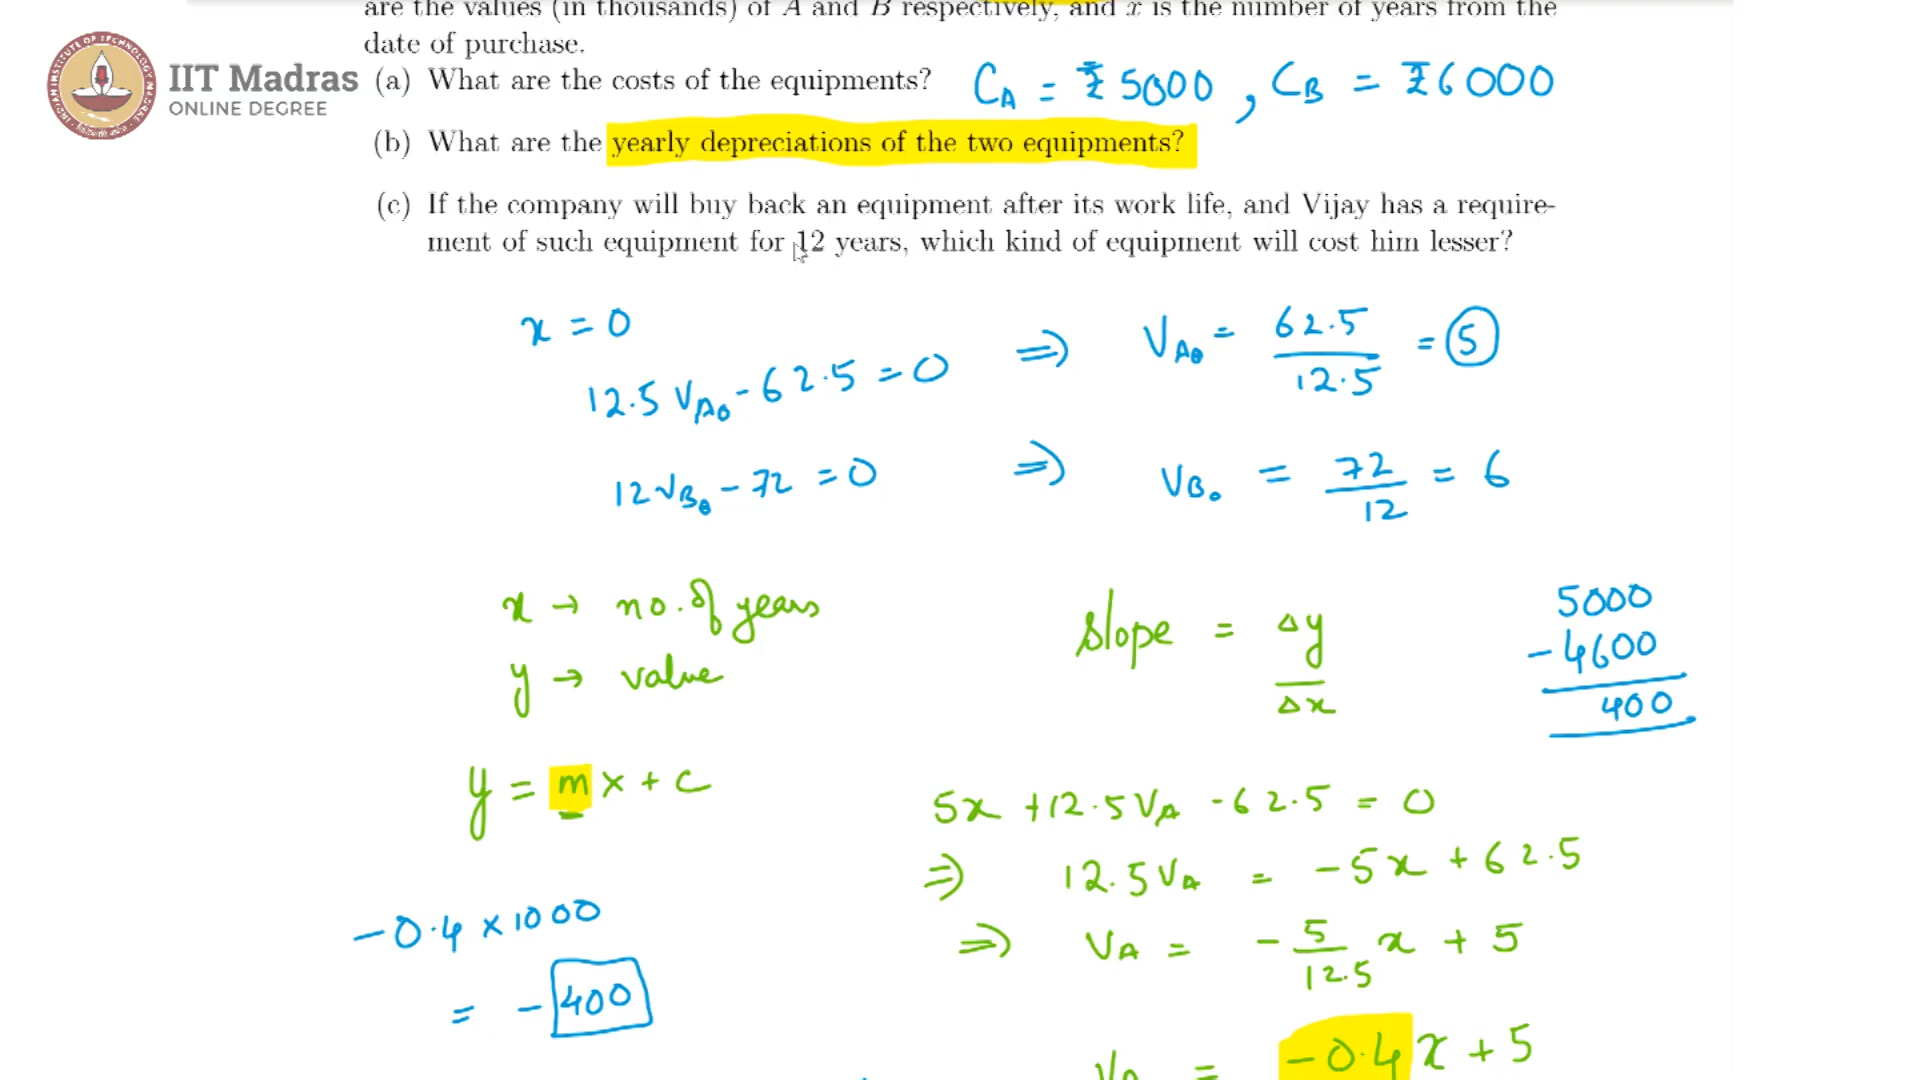 are the values (in thousands) of A and B respectively, and x is the number of years from the
date of purchase.
IIT Madras
ONLINE DEGREE
(a) What are the costs of the equipments?
C_A = ₹ 5000 , C_B = ₹6000
(b) What are the yearly depreciations of the two equipments?
(c) If the company will buy back an equipment after its work life, and Vijay has a require-
ment of such equipment for 12 years, which kind of equipment will cost him lesser?
x = 0
12.5 V_A0 - 62.5 = 0 ⇒ V_A0 = 62.5 / 12.5 = 5
12 V_B0 - 72 = 0 ⇒ V_B0 = 72 / 12 = 6
x → no. of years
y → value
slope = Δy / Δx
5000
- 4600
400
y = mx + c
5x + 12.5 V_A - 62.5 = 0
⇒ 12.5 V_A = -5x + 62.5
-0.4 × 1000
⇒ V_A = - 5/12.5 x + 5
= - 400
V_A = -0.4 x + 5